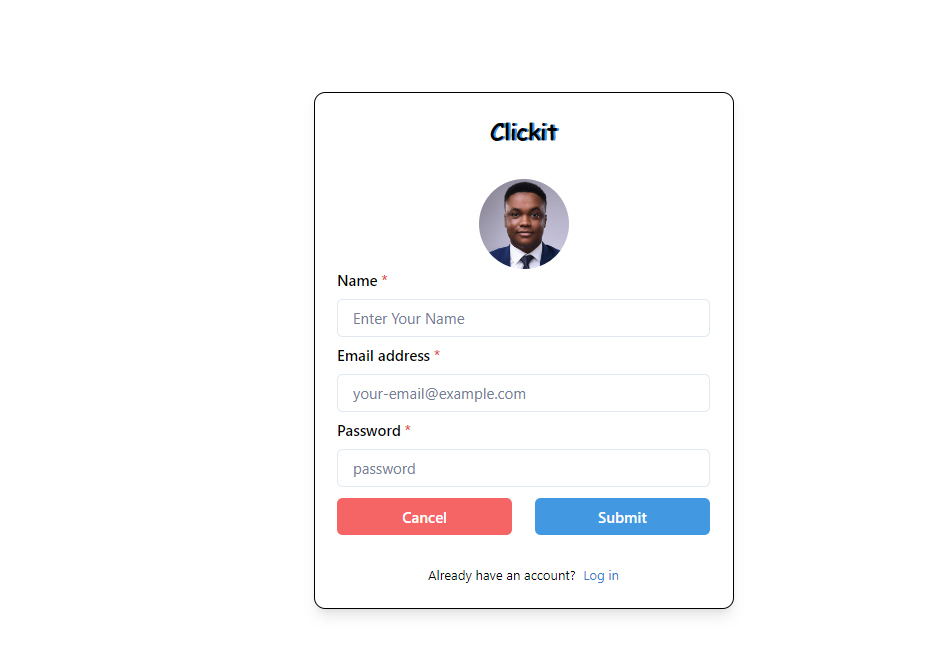 Clickit
Name *
Enter Your Name
Email address *
your-email@example.com
Password *
password
Cancel Submit
Already have an account? Log in